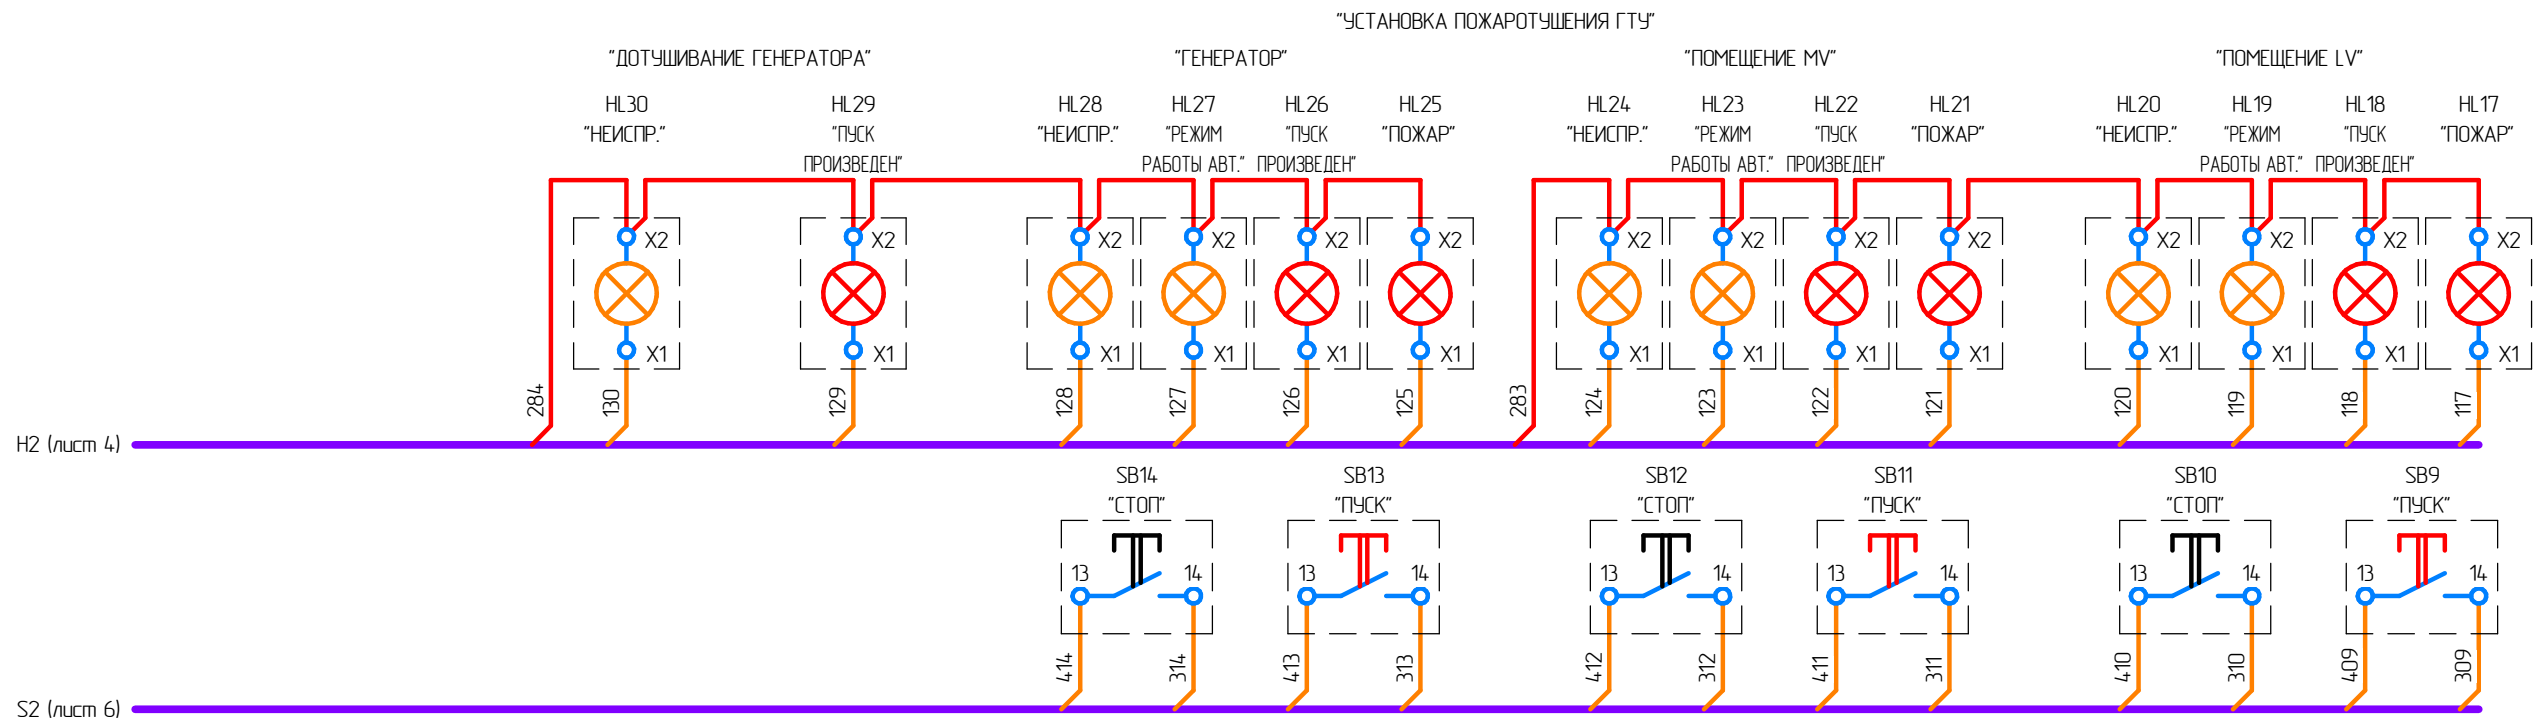 "УСТАНОВКА ПОЖАРОТУШЕНИЯ ГТУ"
"ДОТУШИВАНИЕ ГЕНЕРАТОРА" "ГЕНЕРАТОР" "ПОМЕЩЕНИЕ MV" "ПОМЕЩЕНИЕ LV"
HL30 HL29 HL28 HL27 HL26 HL25 HL24 HL23 HL22 HL21 HL20 HL19 HL18 HL17
"НЕИСПР." "ПУСК "НЕИСПР." "РЕЖИМ "ПУСК "ПОЖАР" "НЕИСПР." "РЕЖИМ "ПУСК "ПОЖАР" "НЕИСПР." "РЕЖИМ "ПУСК "ПОЖАР"
ПРОИЗВЕДЕН" РАБОТЫ АВТ." ПРОИЗВЕДЕН" РАБОТЫ АВТ." ПРОИЗВЕДЕН" РАБОТЫ АВТ." ПРОИЗВЕДЕН"
X2 X2 X2 X2 X2 X2 X2 X2 X2 X2 X2 X2 X2 X2
X1 X1 X1 X1 X1 X1 X1 X1 X1 X1 X1 X1 X1 X1
284 130 129 128 127 126 125 283 124 123 122 121 120 119 118 117
H2 (лист 4)
SB14 SB13 SB12 SB11 SB10 SB9
"СТОП" "ПУСК" "СТОП" "ПУСК" "СТОП" "ПУСК"
13 14 13 14 13 14 13 14 13 14 13 14
414 314 413 313 412 312 411 311 410 310 409 309
S2 (лист 6)